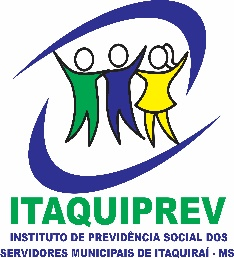 ITAQUIPREV
INSTITUTO DE PREVIDÊNCIA SOCIAL DOS
SERVIDORES MUNICIPAIS DE ITAQUIRAÍ - MS